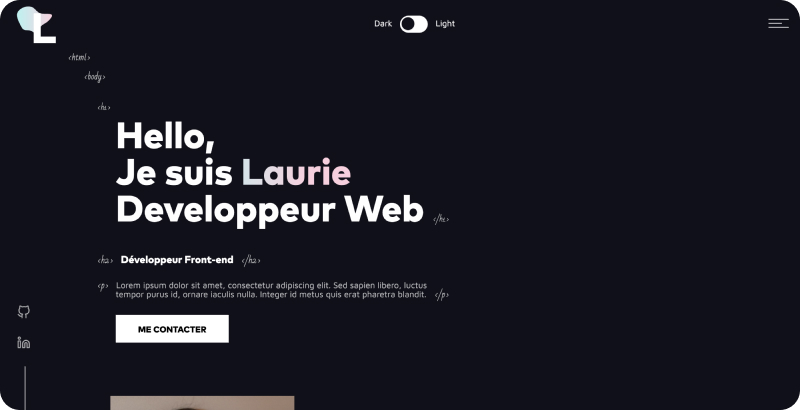 L
Dark Light
<html>
<body>
<h1>
Hello,
Je suis Laurie
Developpeur Web </h1>
<h2> Développeur Front-end </h2>
<p> Lorem ipsum dolor sit amet, consectetur adipiscing elit. Sed sapien libero, luctus
tempor purus id, ornare iaculis nulla. Integer id metus quis erat pharetra blandit. </p>
in
ME CONTACTER